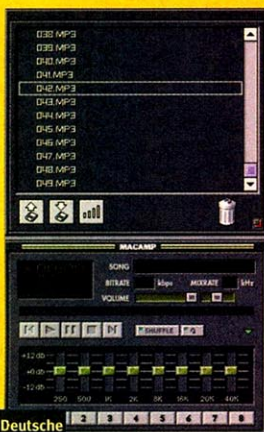 038.MP3
039.MP3
040.MP3
041.MP3
042.MP3
043.MP3
044.MP3
045.MP3
046.MP3
047.MP3
048.MP3
049.MP3
MACAMP
SONG
BITRATE kbps MIXRATE kHz
VOLUME
SHUFFLE
+12 db
+0 db
-12 db
250 500 1K 2K 8K 16K 20K 44K
Deutsche 2 3 4 5 6 7 8